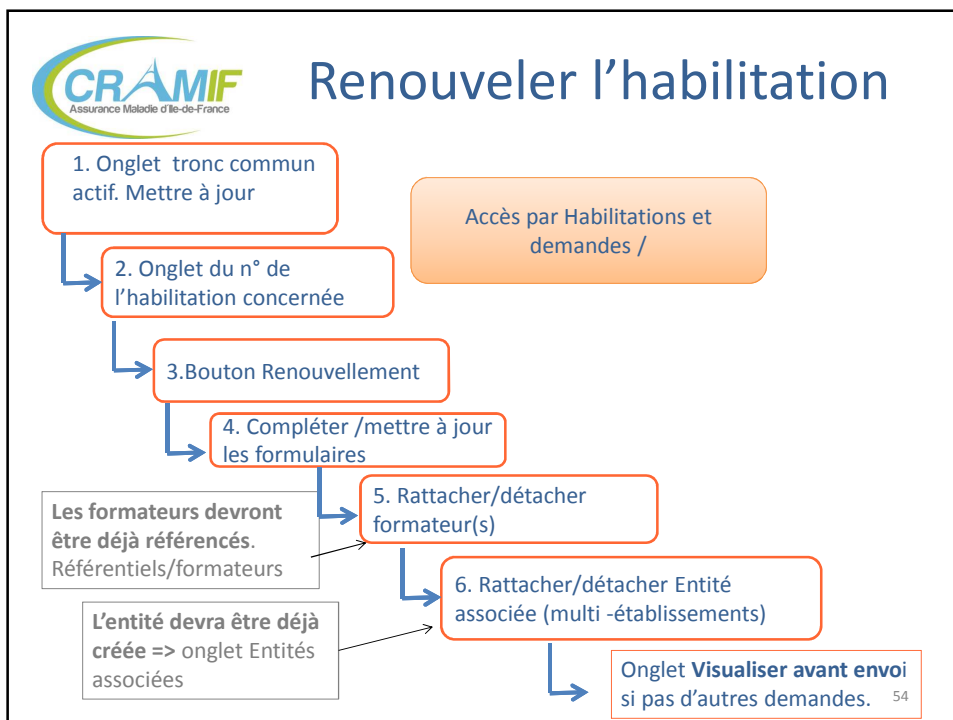 CRAMIF
Assurance Maladie d'Ile-de-France
Renouveler l'habilitation
1. Onglet tronc commun
actif. Mettre à jour
Accès par Habilitations et
demandes /
2. Onglet du n° de
l'habilitation concernée
3.Bouton Renouvellement
4. Compléter /mettre à jour
les formulaires
5. Rattacher/détacher
formateur(s)
Les formateurs devront
être déjà référencés.
Référentiels/formateurs
6. Rattacher/détacher Entité
associée (multi -établissements)
L'entité devra être déjà
créée => onglet Entités
associées
Onglet Visualiser avant envoi
si pas d'autres demandes.
54